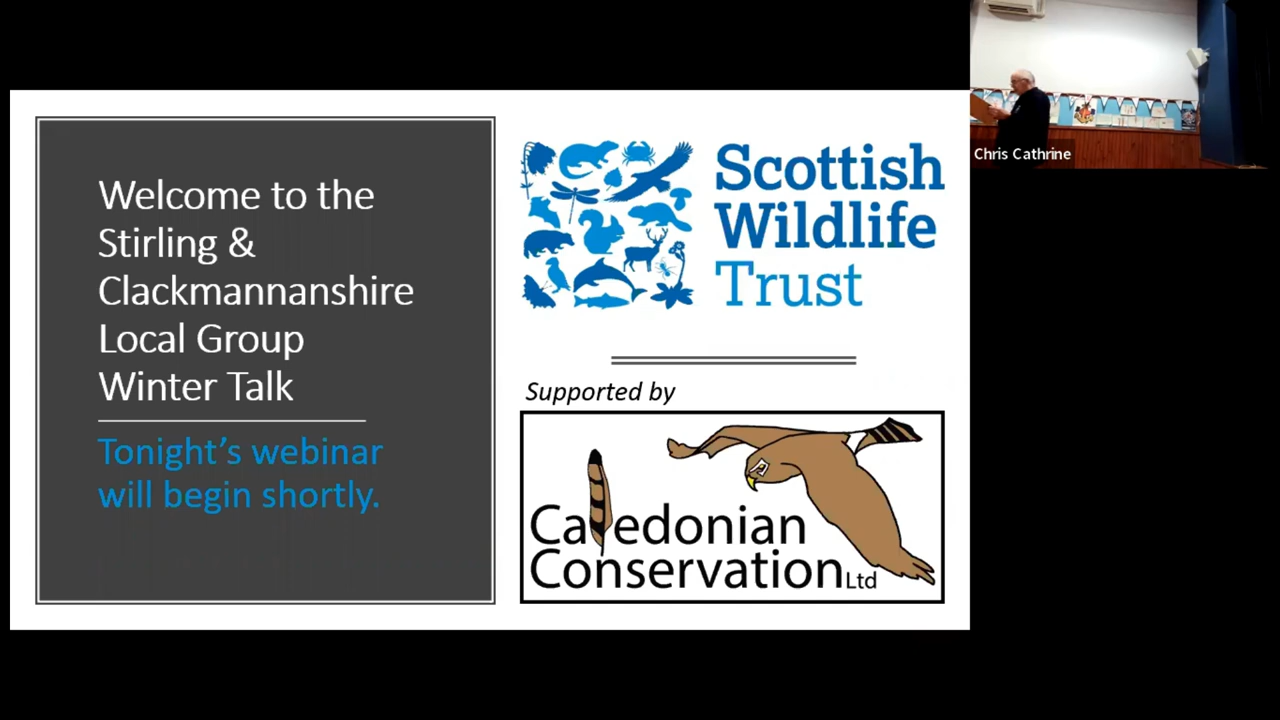 Welcome to the
Stirling &
Clackmannanshire
Local Group
Winter Talk
Tonight's webinar
will begin shortly.
Scottish
Wildlife
Trust
Supported by
Caledonian
Conservation Ltd
Chris Cathrine